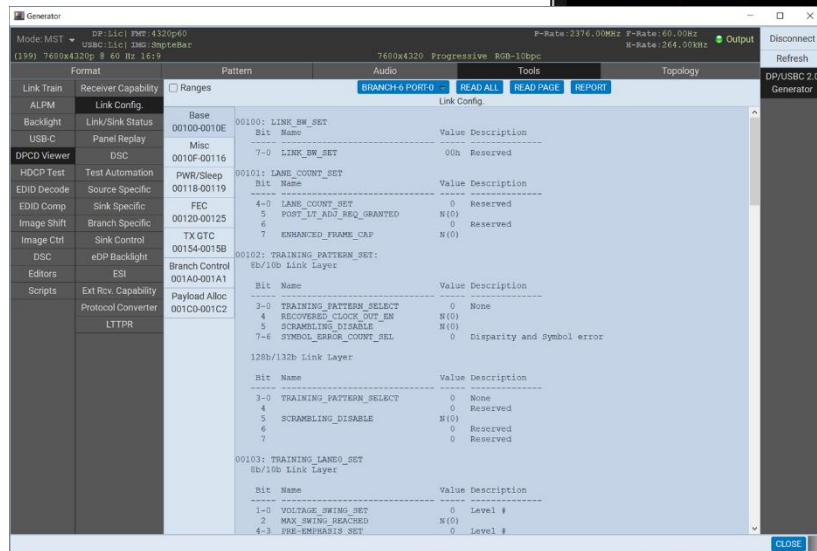 Generator
Mode: MST
DP:Lic| FMT:4320p60
USBC:Lic| IMG:SmpteBar
P-Rate:2376.00MHz F-Rate:60.00Hz
H-Rate:264.00kHz
Output
(199) 7680x4320p @ 60 Hz 16:9
7680x4320 Progressive RGB-10bpc
Disconnect
Refresh
DP/USBC 2.0
Generator
Format
Pattern
Audio
Tools
Topology
Link Train
ALPM
Backlight
USB-C
DPCD Viewer
HDCP Test
EDID Decode
EDID Comp
Image Shift
Image Ctrl
DSC
Editors
Scripts
Receiver Capability
Link Config.
Link/Sink Status
Panel Replay
DSC
Test Automation
Source Specific
Sink Specific
Branch Specific
Sink Control
eDP Backlight
ESI
Ext Rcv. Capability
Protocol Converter
LTTPR
Ranges
BRANCH-6 PORT-0
READ ALL
READ PAGE
REPORT
Link Config.
Base
00100-0010E
Misc
0010F-00116
PWR/Sleep
00118-00119
FEC
00120-00125
TX GTC
00154-0015B
Branch Control
001A0-001A1
Payload Alloc
001C0-001C2
00100: LINK_BW_SET
Bit Name Value Description
7-0 LINK_BW_SET 00h Reserved
00101: LANE_COUNT_SET
Bit Name Value Description
4-0 LANE_COUNT_SET 0 Reserved
5 POST_LT_ADJ_REQ_GRANTED N(0)
6 0 Reserved
7 ENHANCED_FRAME_CAP N(0)
00102: TRAINING_PATTERN_SET:
8b/10b Link Layer
Bit Name Value Description
3-0 TRAINING_PATTERN_SELECT 0 None
4 RECOVERED_CLOCK_OUT_EN N(0)
5 SCRAMBLING_DISABLE N(0)
7-6 SYMBOL_ERROR_COUNT_SEL 0 Disparity and Symbol error
128b/132b Link Layer
Bit Name Value Description
3-0 TRAINING_PATTERN_SELECT 0 None
4 0 Reserved
5 SCRAMBLING_DISABLE N(0)
6 0 Reserved
7 0 Reserved
00103: TRAINING_LANE0_SET
8b/10b Link Layer
Bit Name Value Description
1-0 VOLTAGE_SWING_SET 0 Level #
2 MAX_SWING_REACHED N(0)
4-3 PRE-EMPHASIS_SET 0 Level #
CLOSE